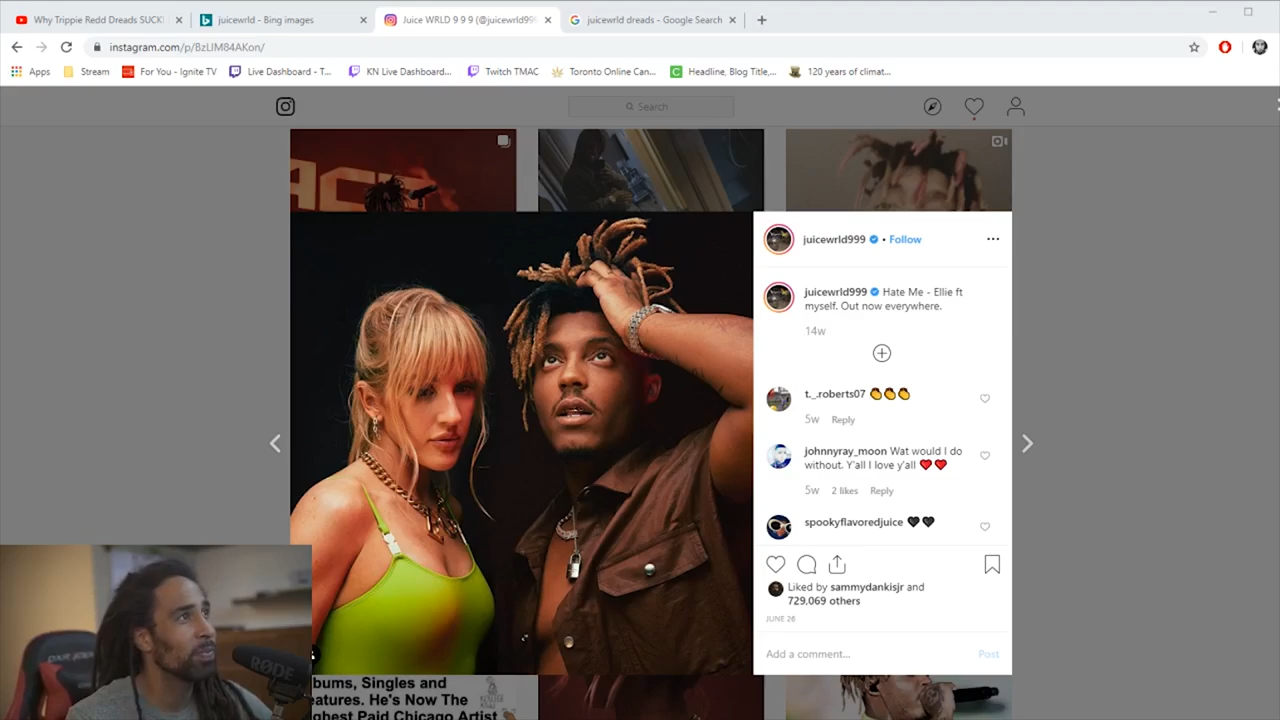 Why Trippie Redd Dreads SUCK!
juicewrld - Bing images
Juice WRLD 9 9 9 (@juicewrld999
juicewrld dreads - Google Search
instagram.com/p/BzLIM84AKon/
Apps
Stream
For You - Ignite TV
Live Dashboard - T...
KN Live Dashboard...
Twitch TMAC
Toronto Online Can...
Headline, Blog Title,...
120 years of climat...
Search
juicewrld999 • Follow
juicewrld999 Hate Me - Ellie ft
myself. Out now everywhere.
14w
t._.roberts07 👏👏👏
5w Reply
johnnyray_moon Wat would I do
without. Y'all I love y'all ❤️❤️
5w 2 likes Reply
spookyflavoredjuice 🖤🖤
Liked by sammydankisjr and
729,069 others
JUNE 26
Add a comment...
Post
RØDE
bums, Singles and
eatures. He's Now The
ghest Paid Chicago Artist